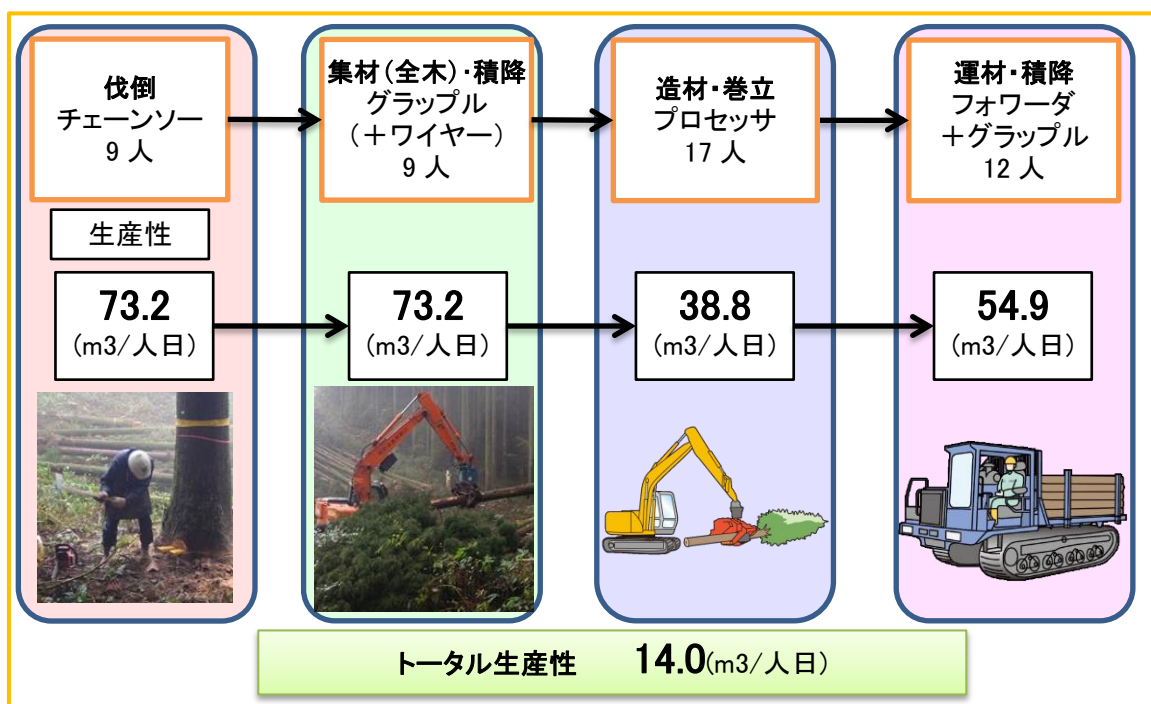 伐倒
チェーンソー
9 人
集材(全木)・積降
グラップル
(+ワイヤー)
9 人
造材・巻立
プロセッサ
17 人
運材・積降
フォワーダ
+グラップル
12 人
生産性
73.2
(m3/人日)
73.2
(m3/人日)
38.8
(m3/人日)
54.9
(m3/人日)
トータル生産性 14.0(m3/人日)